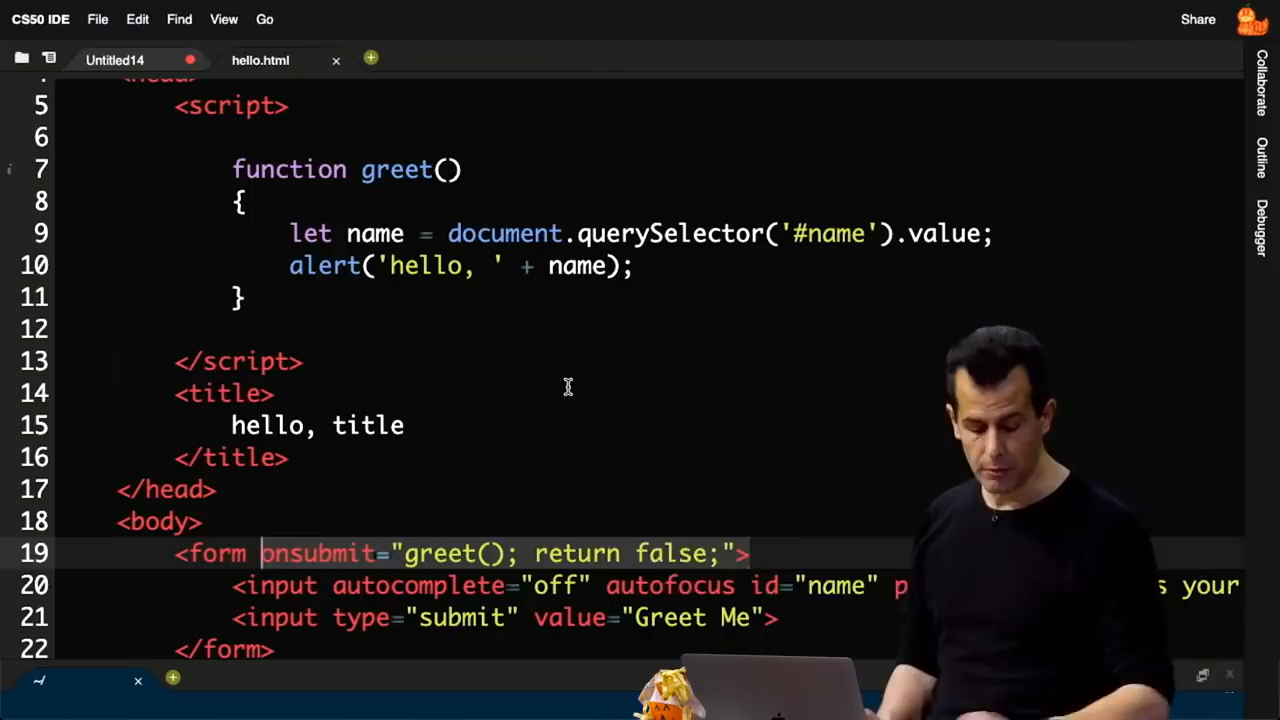 CS50 IDE File Edit Find View Go Share
Untitled14 hello.html
5 <script>
6
7 function greet()
8 {
9 let name = document.querySelector('#name').value;
10 alert('hello, ' + name);
11 }
12
13 </script>
14 <title>
15 hello, title
16 </title>
17 </head>
18 <body>
19 <form onsubmit="greet(); return false;">
20 <input autocomplete="off" autofocus id="name" p s your
21 <input type="submit" value="Greet Me">
22 </form>
Collaborate
Outline
Debugger